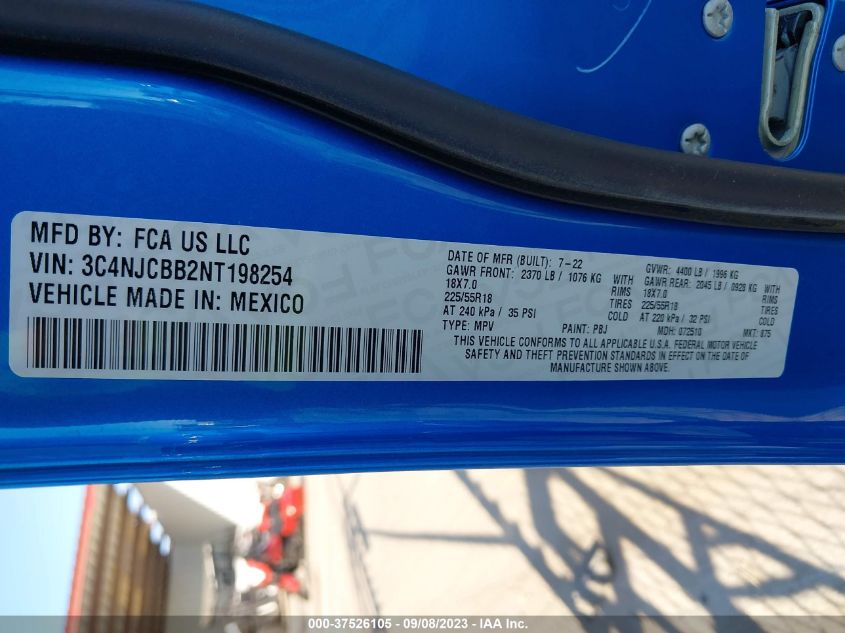 MFD BY: FCA US LLC
VIN: 3C4NJCBB2NT198254
VEHICLE MADE IN: MEXICO
DATE OF MFR (BUILT): 7-22 GVWR: 4400 LB / 1996 KG
GAWR FRONT: 2370 LB / 1076 KG WITH GAWR REAR: 2045 LB / 0928 KG WITH
18X7.0 RIMS 18X7.0 RIMS
225/55R18 TIRES 225/55R18 TIRES
AT 240 kPa / 35 PSI COLD AT 220 kPa / 32 PSI COLD
TYPE: MPV PAINT: PBJ MDH: 072510 MKT: 875
THIS VEHICLE CONFORMS TO ALL APPLICABLE U.S.A. FEDERAL MOTOR VEHICLE
SAFETY AND THEFT PREVENTION STANDARDS IN EFFECT ON THE DATE OF
MANUFACTURE SHOWN ABOVE.
000-37526105 - 09/08/2023 - IAA Inc.